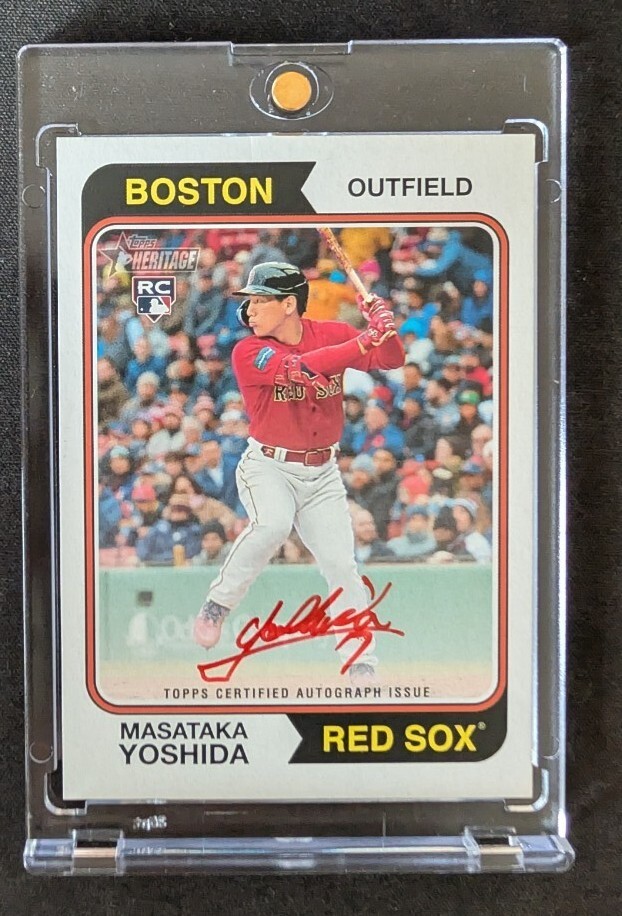 BOSTON
OUTFIELD
Topps
HERITAGE
RC
RED SOX
TOPPS CERTIFIED AUTOGRAPH ISSUE
MASATAKA
YOSHIDA
RED SOX®